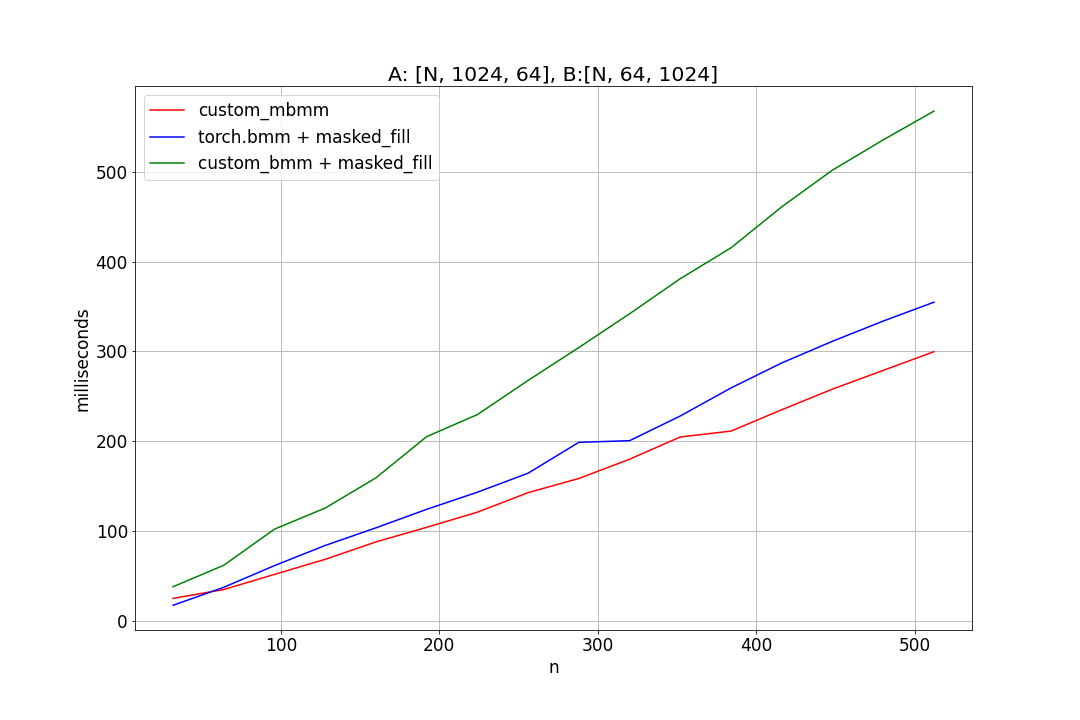 A: [N, 1024, 64], B:[N, 64, 1024]
custom_mbmm
torch.bmm + masked_fill
custom_bmm + masked_fill
500
400
300
200
100
0
milliseconds
100 200 300 400 500
n